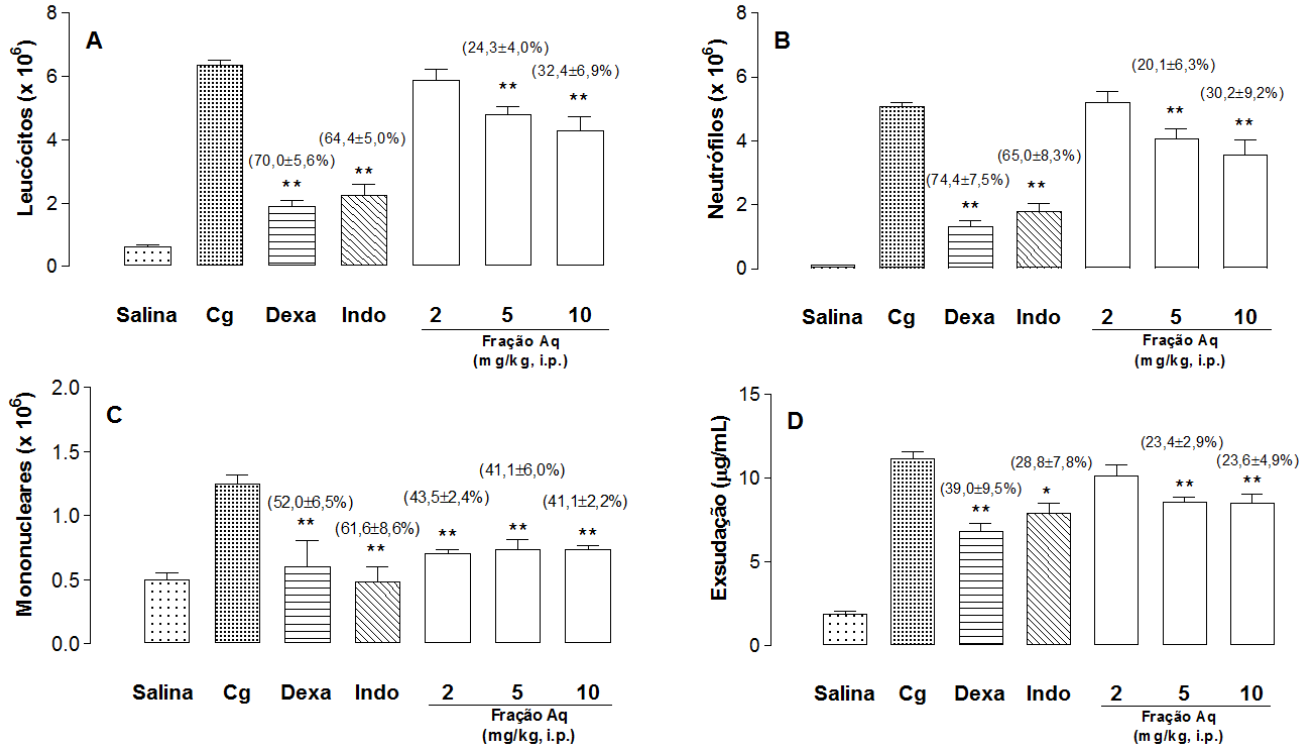 A
Leucócitos (x 10⁶)
8
6
4
2
0
(70,0±5,6%)
**
(64,4±5,0%)
**
(24,3±4,0%)
**
(32,4±6,9%)
**
Salina Cg Dexa Indo 2 5 10
Fração Aq
(mg/kg, i.p.)
B
Neutrófilos (x 10⁶)
8
6
4
2
0
(74,4±7,5%)
**
(65,0±8,3%)
**
(20,1±6,3%)
**
(30,2±9,2%)
**
Salina Cg Dexa Indo 2 5 10
Fração Aq
(mg/kg, i.p.)
C
Mononucleares (x 10⁶)
2.0
1.5
1.0
0.5
0.0
(52,0±6,5%)
**
(61,6±8,6%)
**
(43,5±2,4%)
**
(41,1±6,0%)
**
(41,1±2,2%)
**
Salina Cg Dexa Indo 2 5 10
Fração Aq
(mg/kg, i.p.)
D
Exsudação (µg/mL)
15
10
5
0
(39,0±9,5%)
**
(28,8±7,8%)
*
(23,4±2,9%)
**
(23,6±4,9%)
**
Salina Cg Dexa Indo 2 5 10
Fração Aq
(mg/kg, i.p.)